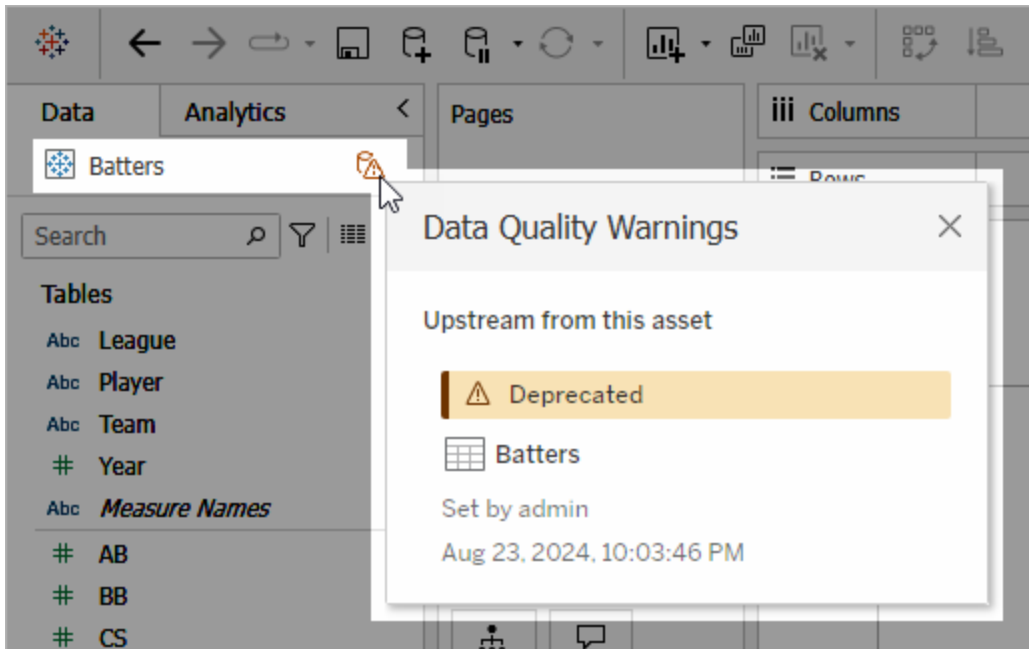 Data
Analytics
Pages
Columns
Batters
Rows
Search
Data Quality Warnings
Tables
Upstream from this asset
Abc League
Abc Player
Deprecated
Abc Team
# Year
Batters
Abc Measure Names
Set by admin
# AB
Aug 23, 2024, 10:03:46 PM
# BB
# CS